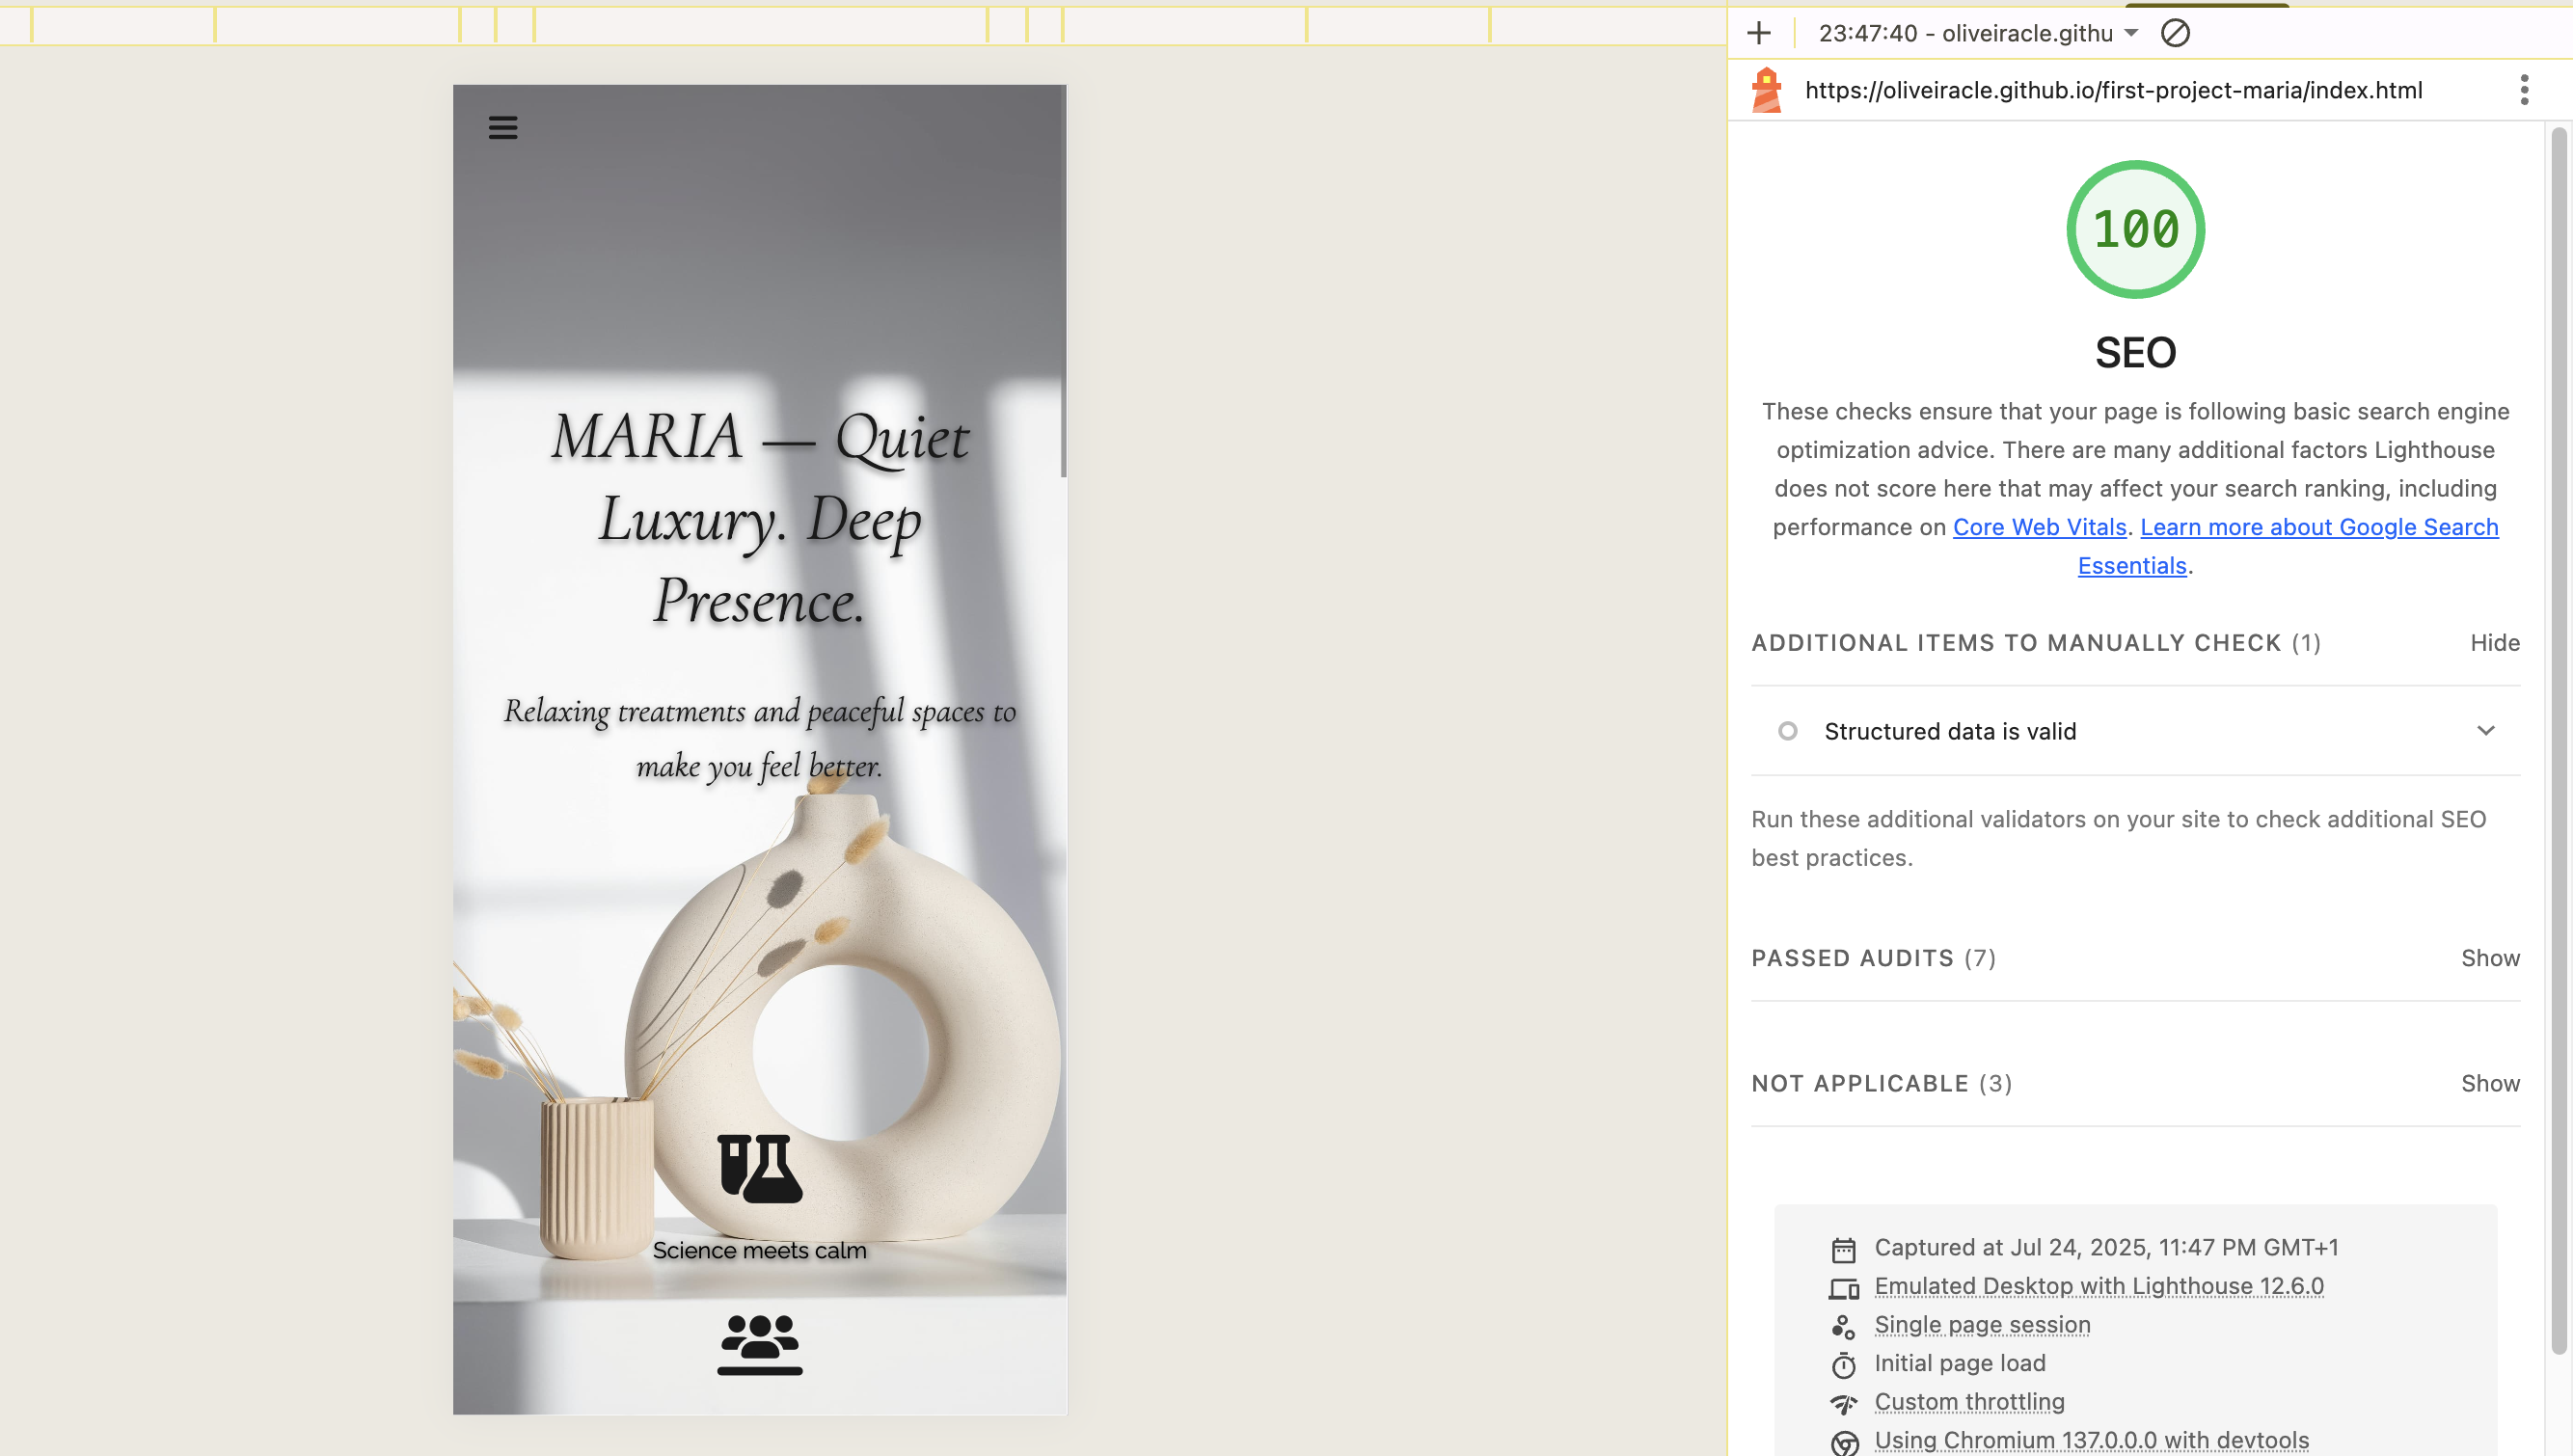 MARIA — Quiet
Luxury. Deep
Presence.
Relaxing treatments and peaceful spaces to
make you feel better.
Science meets calm
23:47:40 - oliveiracle.githu
https://oliveiracle.github.io/first-project-maria/index.html
100
SEO
These checks ensure that your page is following basic search engine
optimization advice. There are many additional factors Lighthouse
does not score here that may affect your search ranking, including
performance on Core Web Vitals. Learn more about Google Search
Essentials.
ADDITIONAL ITEMS TO MANUALLY CHECK (1) Hide
Structured data is valid
Run these additional validators on your site to check additional SEO
best practices.
PASSED AUDITS (7) Show
NOT APPLICABLE (3) Show
Captured at Jul 24, 2025, 11:47 PM GMT+1
Emulated Desktop with Lighthouse 12.6.0
Single page session
Initial page load
Custom throttling
Using Chromium 137.0.0.0 with devtools